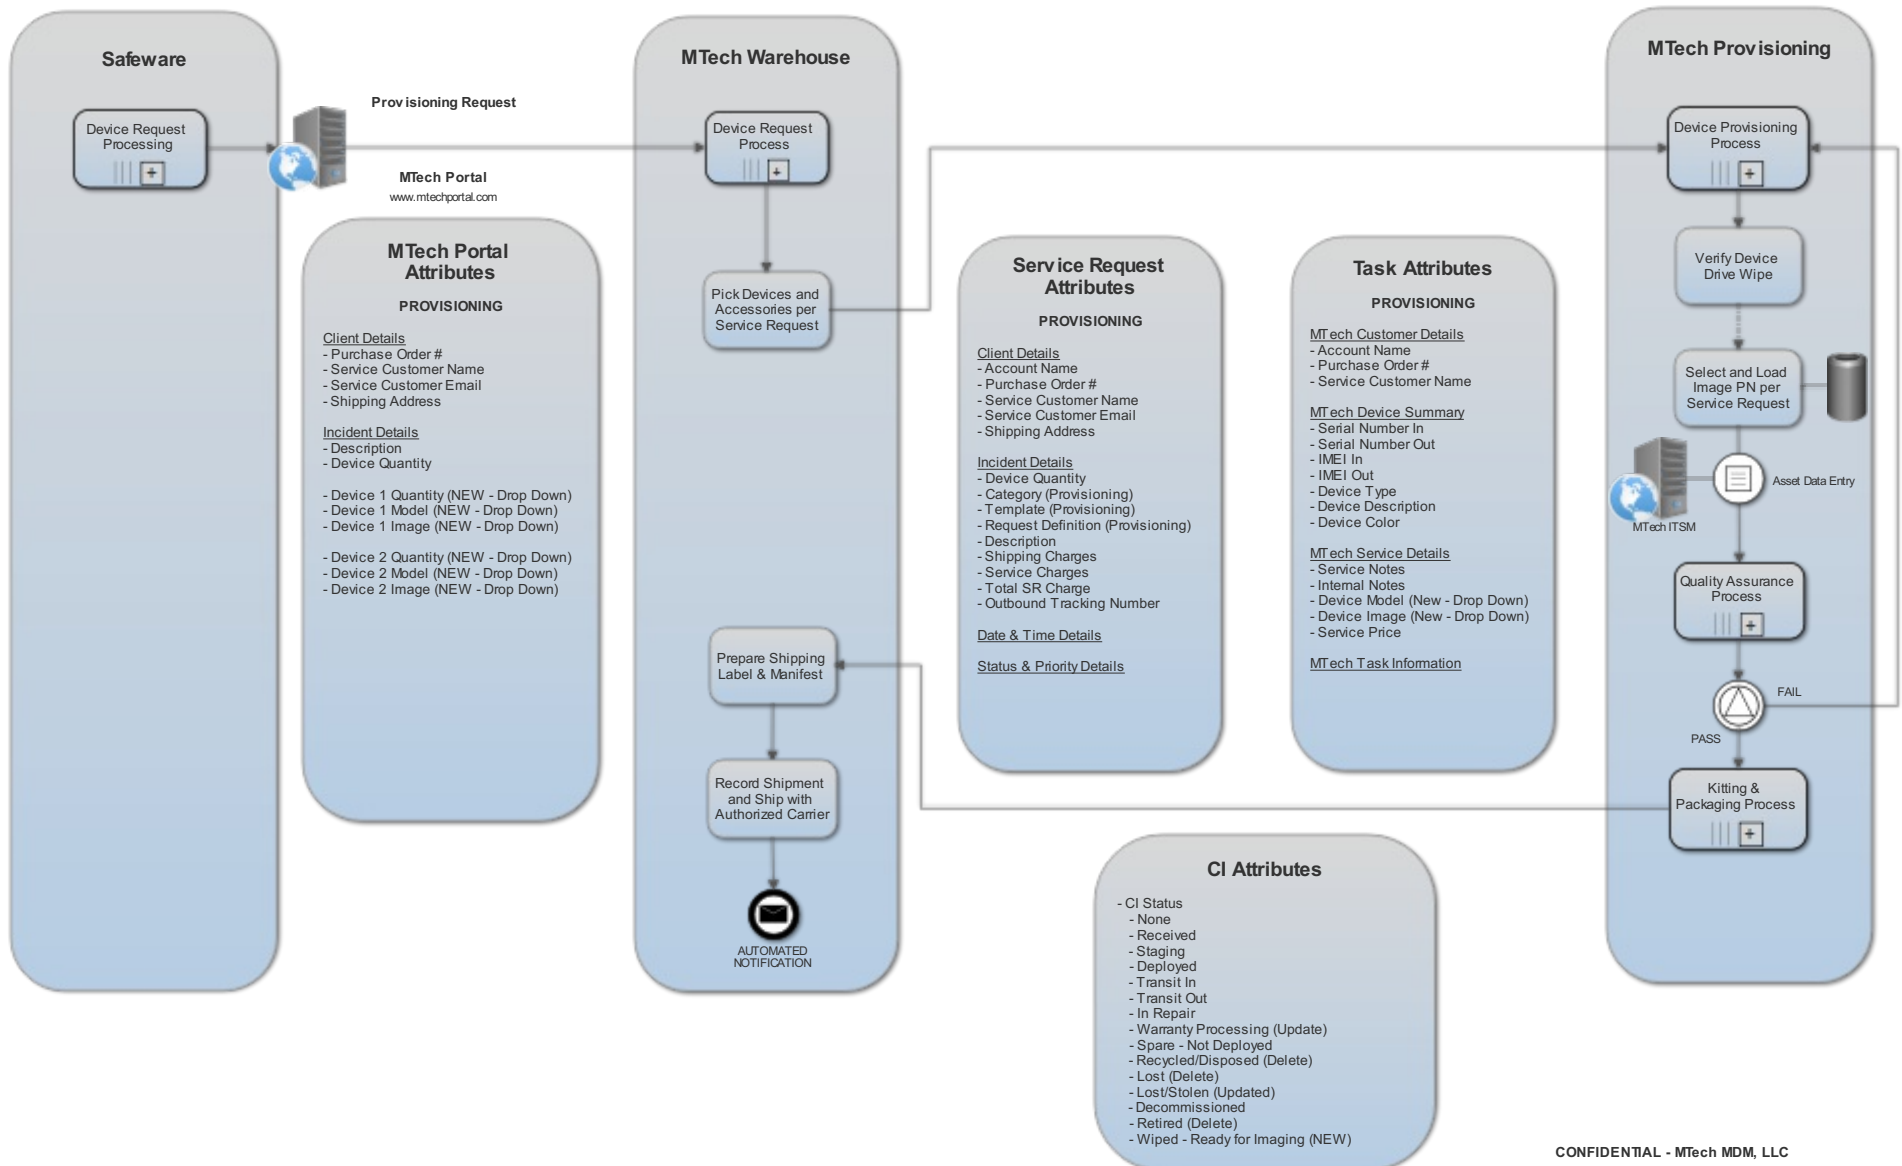 Safeware
Device Request
Processing
Provisioning Request
MTech Portal
www.mtechportal.com
MTech Portal
Attributes
PROVISIONING
Client Details
- Purchase Order #
- Service Customer Name
- Service Customer Email
- Shipping Address
Incident Details
- Description
- Device Quantity
- Device 1 Quantity (NEW - Drop Down)
- Device 1 Model (NEW - Drop Down)
- Device 1 Image (NEW - Drop Down)
- Device 2 Quantity (NEW - Drop Down)
- Device 2 Model (NEW - Drop Down)
- Device 2 Image (NEW - Drop Down)
MTech Warehouse
Device Request
Process
Pick Devices and
Accessories per
Service Request
Prepare Shipping
Label & Manifest
Record Shipment
and Ship with
Authorized Carrier
AUTOMATED
NOTIFICATION
Service Request
Attributes
PROVISIONING
Client Details
- Account Name
- Purchase Order #
- Service Customer Name
- Service Customer Email
- Shipping Address
Incident Details
- Device Quantity
- Category (Provisioning)
- Template (Provisioning)
- Request Definition (Provisioning)
- Description
- Shipping Charges
- Service Charges
- Total SR Charge
- Outbound Tracking Number
Date & Time Details
Status & Priority Details
Task Attributes
PROVISIONING
MTech Customer Details
- Account Name
- Purchase Order #
- Service Customer Name
MTech Device Summary
- Serial Number In
- Serial Number Out
- IMEI In
- IMEI Out
- Device Type
- Device Description
- Device Color
MTech Service Details
- Service Notes
- Internal Notes
- Device Model (New - Drop Down)
- Device Image (New - Drop Down)
- Service Price
MTech Task Information
CI Attributes
- CI Status
- None
- Received
- Staging
- Deployed
- Transit In
- Transit Out
- In Repair
- Warranty Processing (Update)
- Spare - Not Deployed
- Recycled/Disposed (Delete)
- Lost (Delete)
- Lost/Stolen (Updated)
- Decommissioned
- Retired (Delete)
- Wiped - Ready for Imaging (NEW)
MTech Provisioning
Device Provisioning
Process
Verify Device
Drive Wipe
Select and Load
Image PN per
Service Request
Asset Data Entry
MTech ITSM
Quality Assurance
Process
FAIL
PASS
Kitting &
Packaging Process
CONFIDENTIAL - MTech MDM, LLC